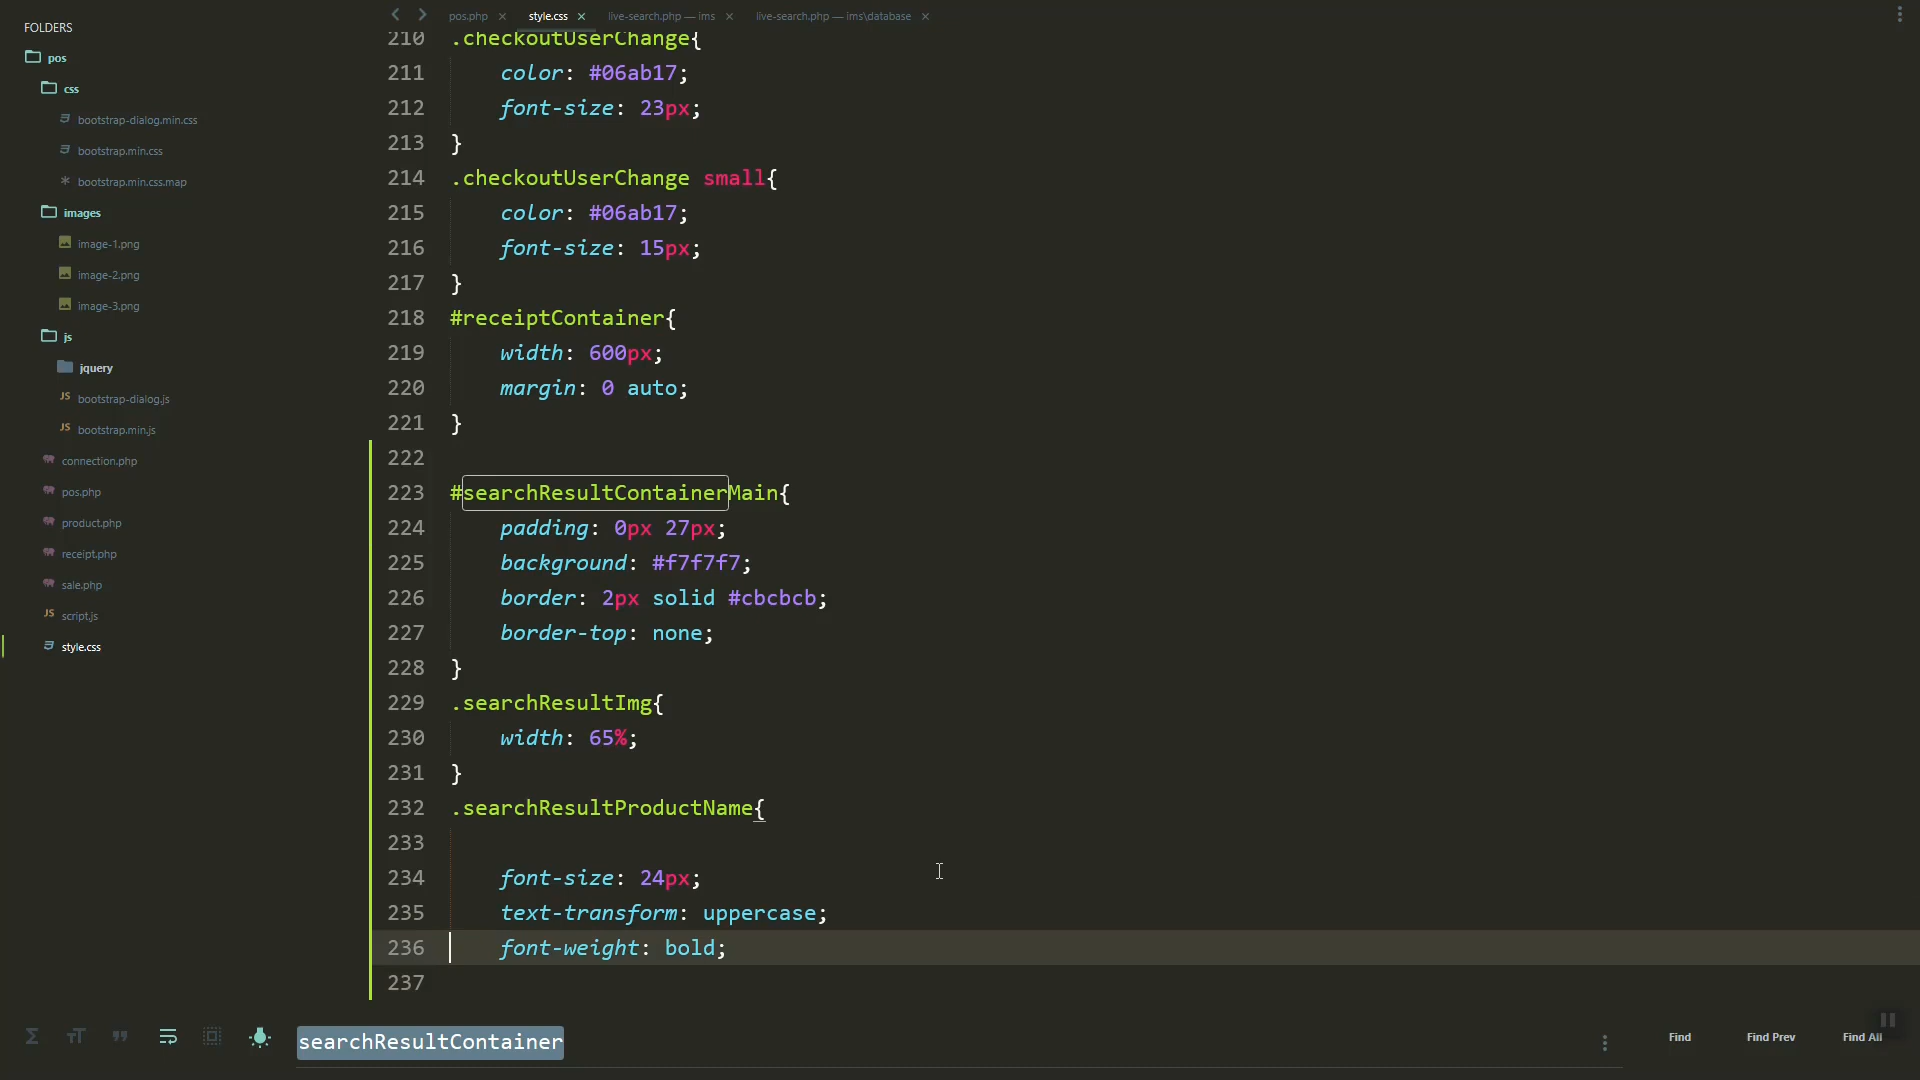 FOLDERS
pos
css
bootstrap-dialog.min.css
bootstrap.min.css
bootstrap.min.css.map
images
image-1.png
image-2.png
image-3.png
js
jquery
bootstrap-dialog.js
bootstrap.min.js
connection.php
pos.php
product.php
receipt.php
sale.php
script.js
style.css
pos.php × style.css × live-search.php — ims × live-search.php — ims\database ×
210 .checkoutUserChange{
211 color: #06ab17;
212 font-size: 23px;
213 }
214 .checkoutUserChange small{
215 color: #06ab17;
216 font-size: 15px;
217 }
218 #receiptContainer{
219 width: 600px;
220 margin: 0 auto;
221 }
222
223 #searchResultContainerMain{
224 padding: 0px 27px;
225 background: #f7f7f7;
226 border: 2px solid #cbcbcb;
227 border-top: none;
228 }
229 .searchResultImg{
230 width: 65%;
231 }
232 .searchResultProductName{
233
234 font-size: 24px;
235 text-transform: uppercase;
236 font-weight: bold;
237
searchResultContainer
Find Find Prev Find All